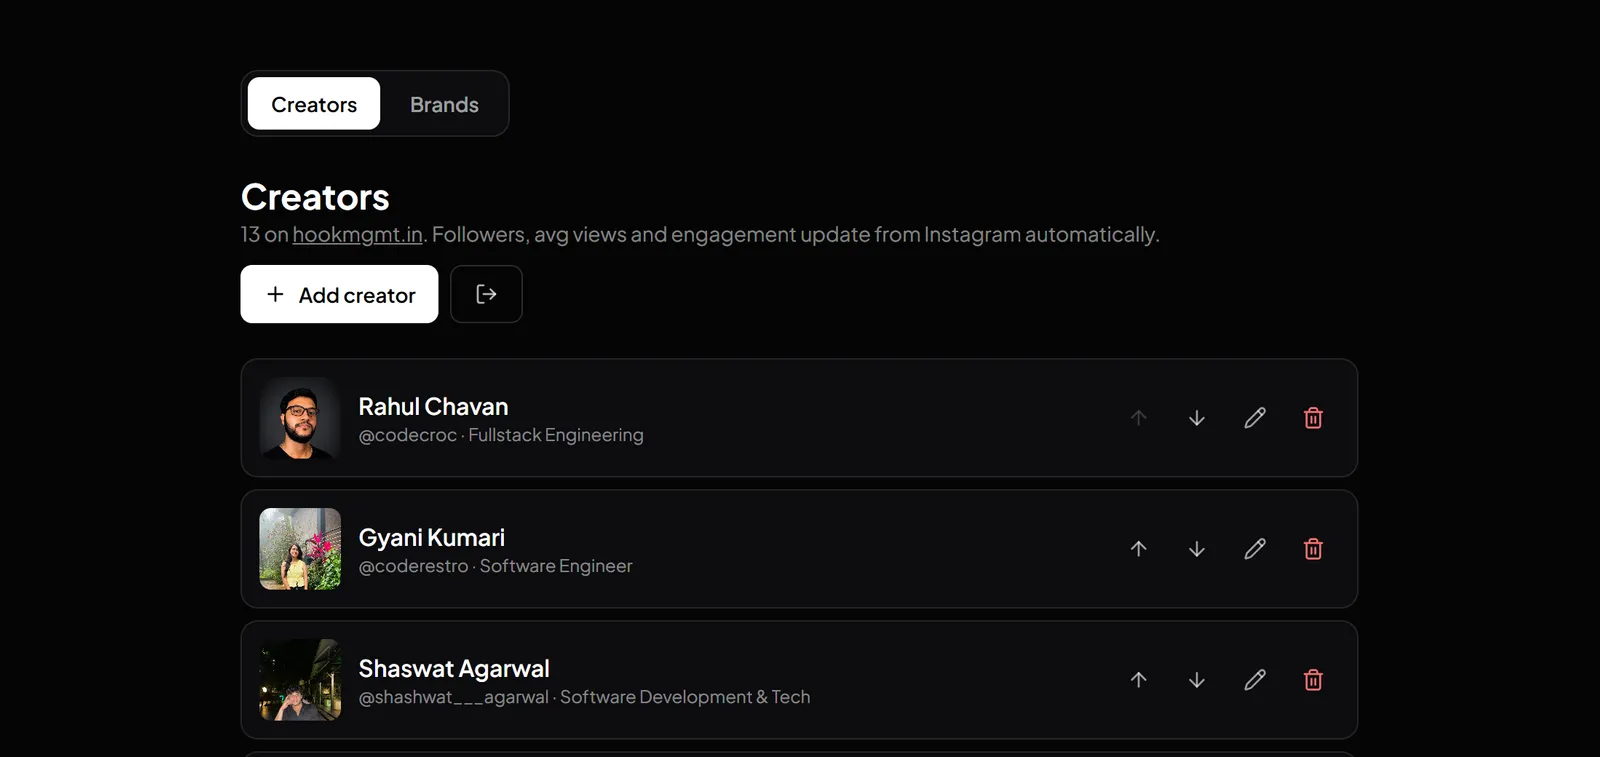 Creators
Brands
Creators
13 on hookmgmt.in. Followers, avg views and engagement update from Instagram automatically.
+ Add creator
Rahul Chavan
@codecroc · Fullstack Engineering
Gyani Kumari
@coderestro · Software Engineer
Shaswat Agarwal
@shashwat___agarwal · Software Development & Tech